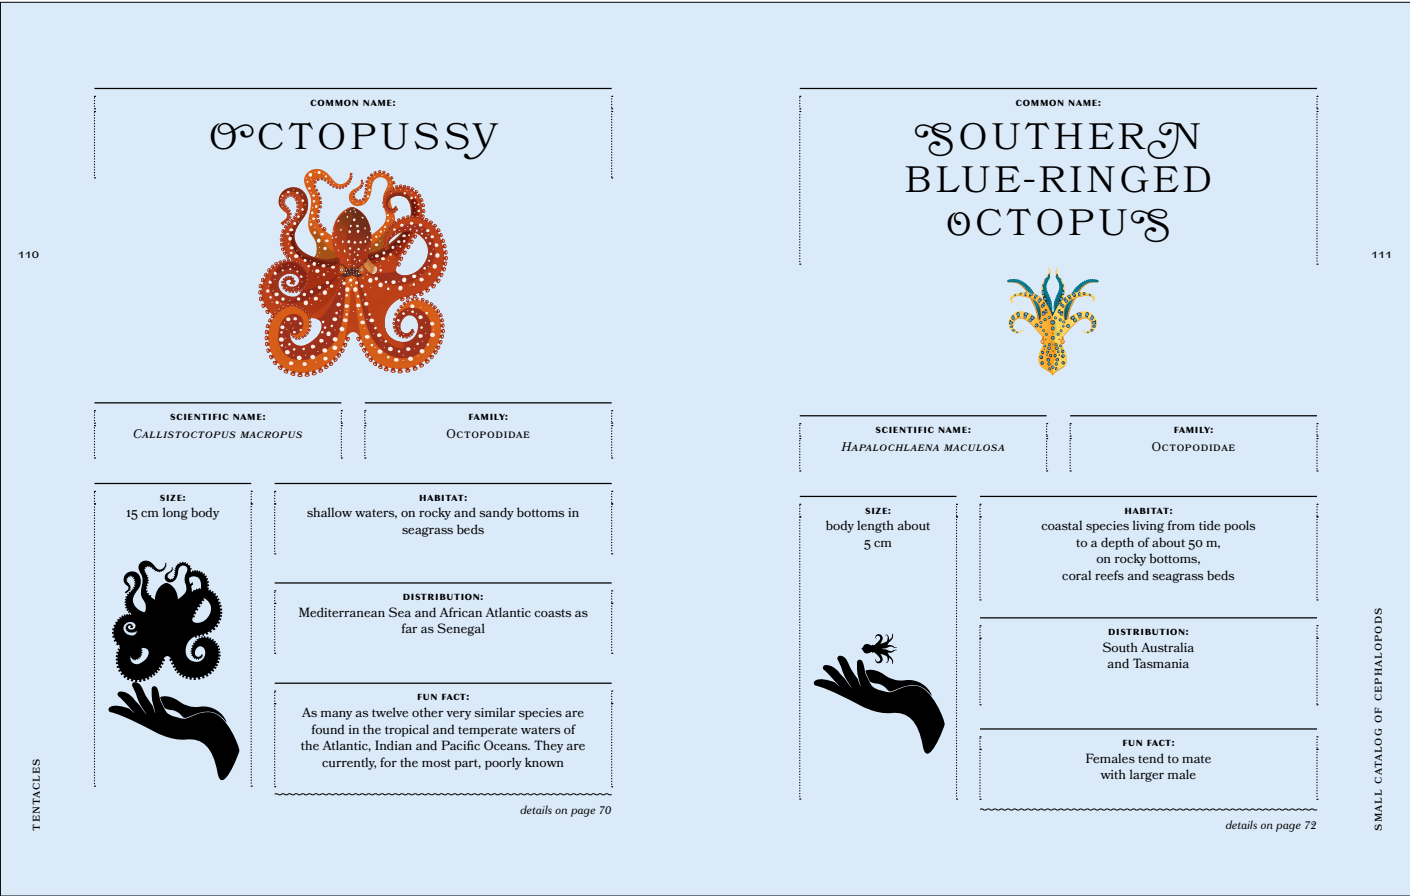 COMMON NAME:
OCTOPUSSY
110
SCIENTIFIC NAME:
CALLISTOCTOPUS MACROPUS
FAMILY:
OCTOPODIDAE
SIZE:
15 cm long body
HABITAT:
shallow waters, on rocky and sandy bottoms in
seagrass beds
DISTRIBUTION:
Mediterranean Sea and African Atlantic coasts as
far as Senegal
FUN FACT:
As many as twelve other very similar species are
found in the tropical and temperate waters of
the Atlantic, Indian and Pacific Oceans. They are
currently, for the most part, poorly known
details on page 70
TENTACLES
COMMON NAME:
SOUTHERN
BLUE-RINGED
OCTOPUS
111
SCIENTIFIC NAME:
HAPALOCHLAENA MACULOSA
FAMILY:
OCTOPODIDAE
SIZE:
body length about
5 cm
HABITAT:
coastal species living from tide pools
to a depth of about 50 m,
on rocky bottoms,
coral reefs and seagrass beds
DISTRIBUTION:
South Australia
and Tasmania
FUN FACT:
Females tend to mate
with larger male
details on page 72
SMALL CATALOG OF CEPHALOPODS